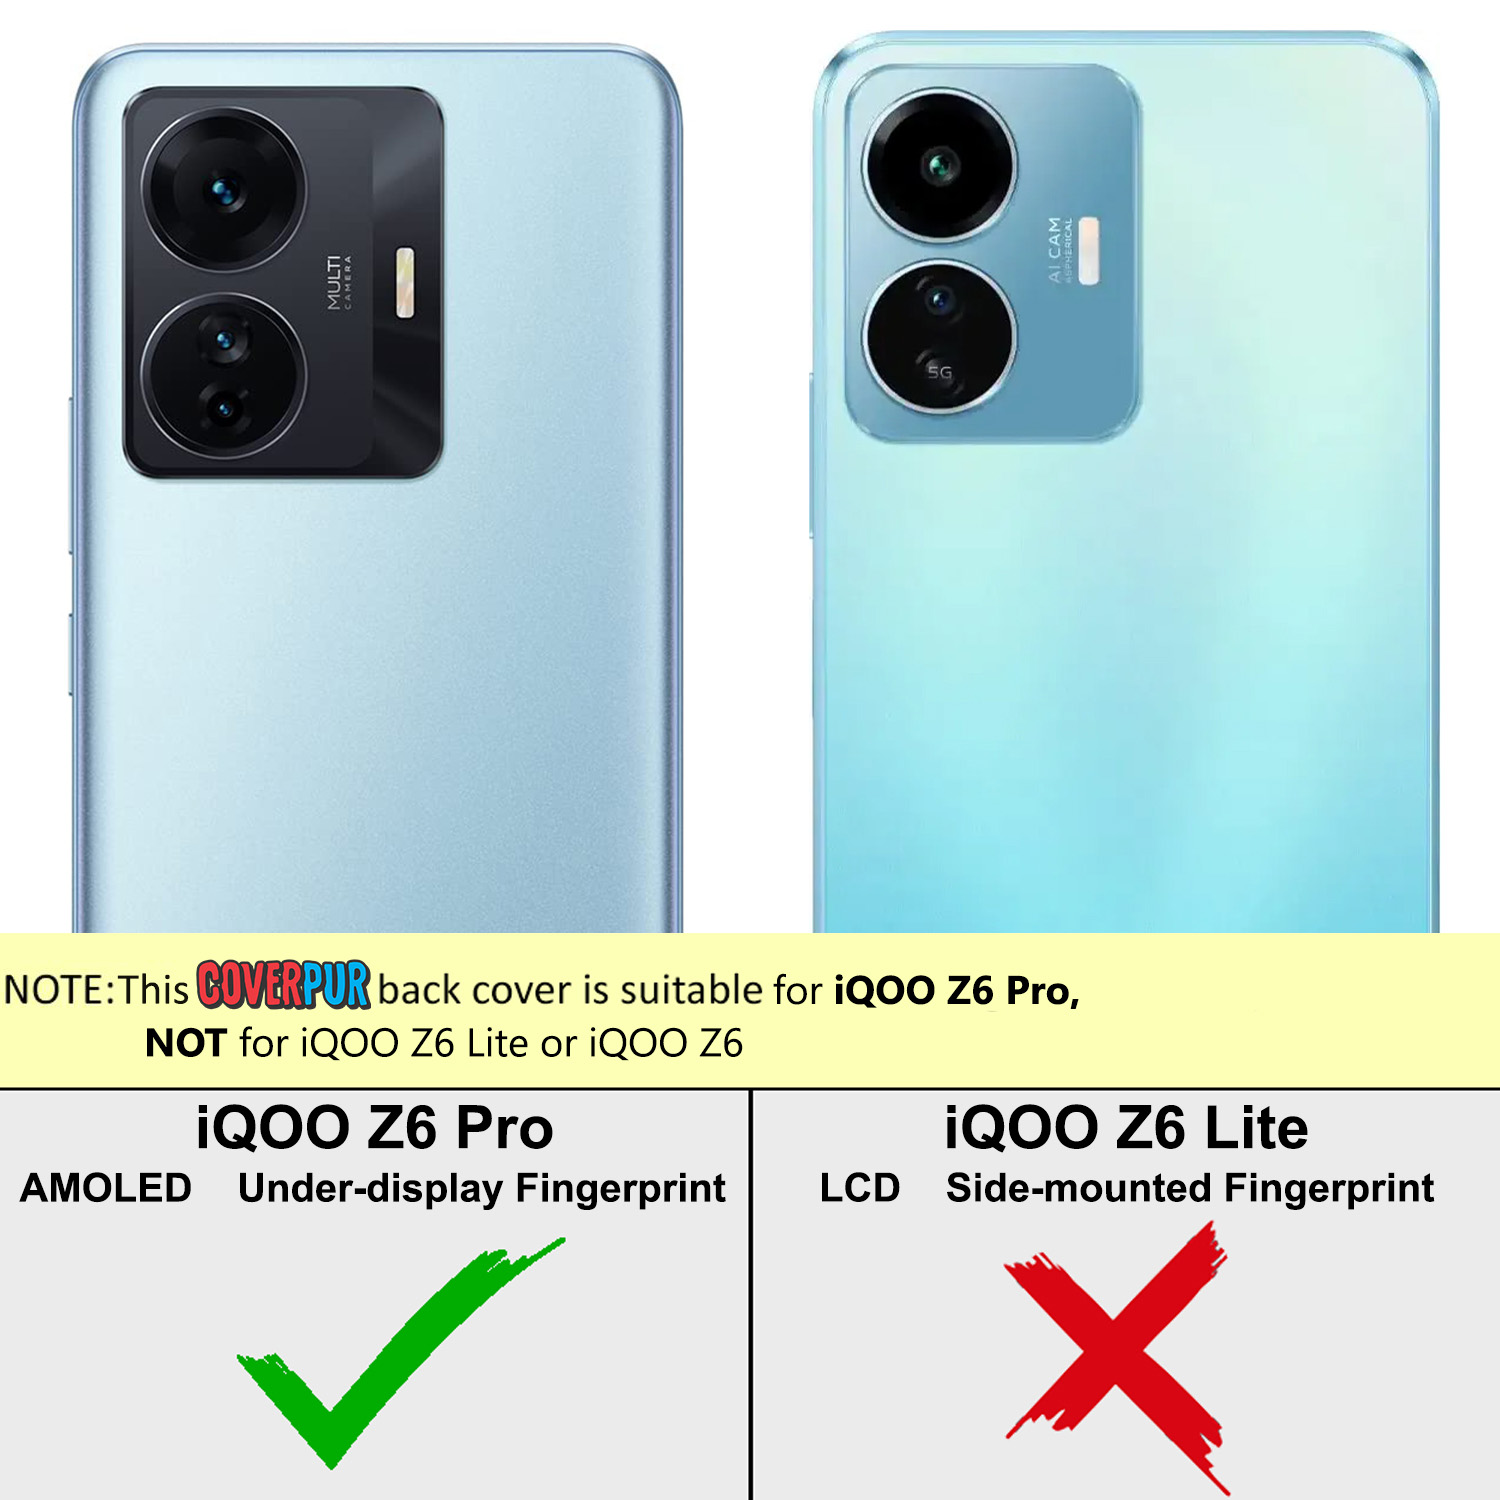 MULTI
CAMERA
AI CAM
ASPHERICAL
5G
NOTE:This COVERPUR back cover is suitable for iQOO Z6 Pro,
NOT for iQOO Z6 Lite or iQOO Z6
iQOO Z6 Pro
AMOLED Under-display Fingerprint
iQOO Z6 Lite
LCD Side-mounted Fingerprint